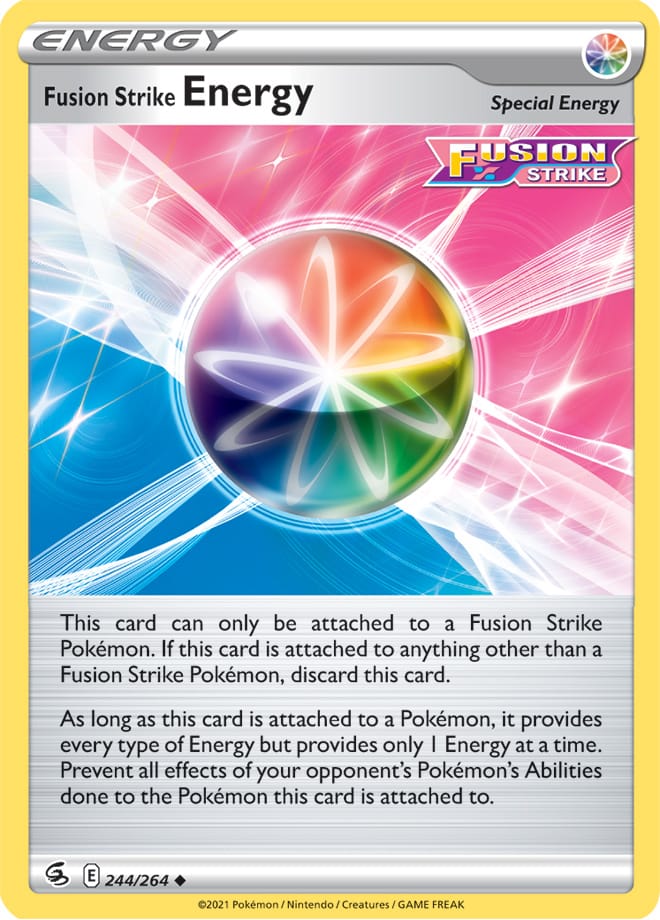 ENERGY
Fusion Strike Energy
Special Energy
FUSION
STRIKE
This card can only be attached to a Fusion Strike
Pokémon. If this card is attached to anything other than a
Fusion Strike Pokémon, discard this card.
As long as this card is attached to a Pokémon, it provides
every type of Energy but provides only 1 Energy at a time.
Prevent all effects of your opponent's Pokémon's Abilities
done to the Pokémon this card is attached to.
E 244/264
©2021 Pokémon / Nintendo / Creatures / GAME FREAK